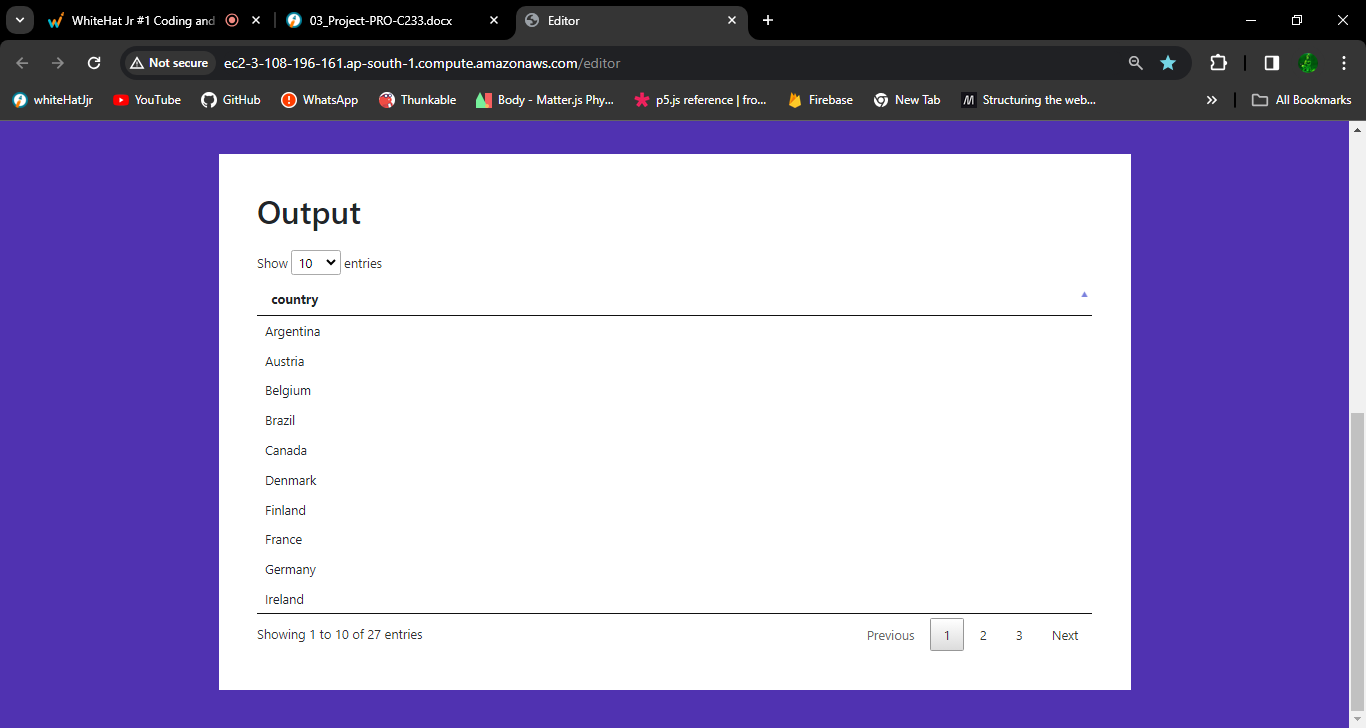 WhiteHat Jr #1 Coding and
03_Project-PRO-C233.docx
Editor
Not secure
ec2-3-108-196-161.ap-south-1.compute.amazonaws.com/editor
whiteHatJjr
YouTube
GitHub
WhatsApp
Thunkable
Body - Matter.js Phy...
p5.js reference | fro...
Firebase
New Tab
Structuring the web...
»
All Bookmarks
Output
Show 10 entries
country
Argentina
Austria
Belgium
Brazil
Canada
Denmark
Finland
France
Germany
Ireland
Showing 1 to 10 of 27 entries
Previous 1 2 3 Next